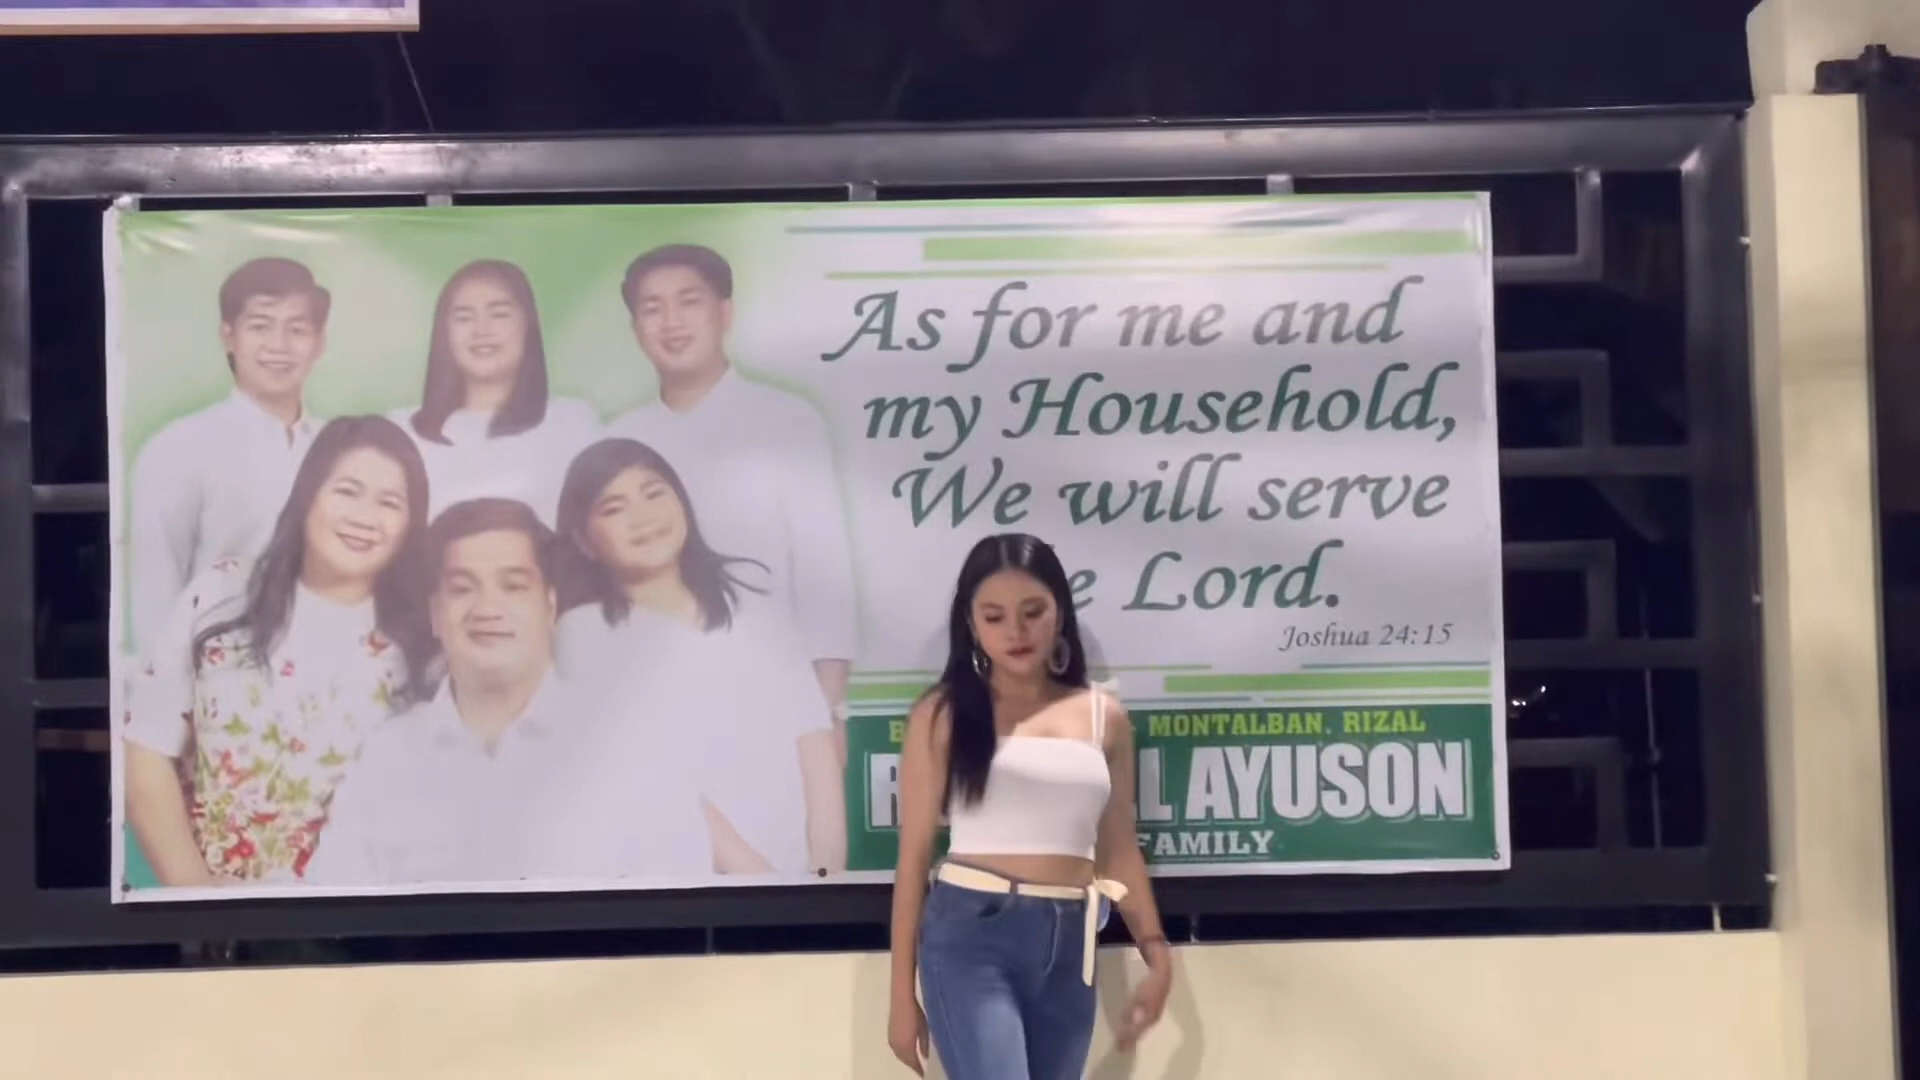 As for me and
my Household,
We will serve
Lord.
Joshua 24:15
MONTALBAN, RIZAL
AYUSON
FAMILY